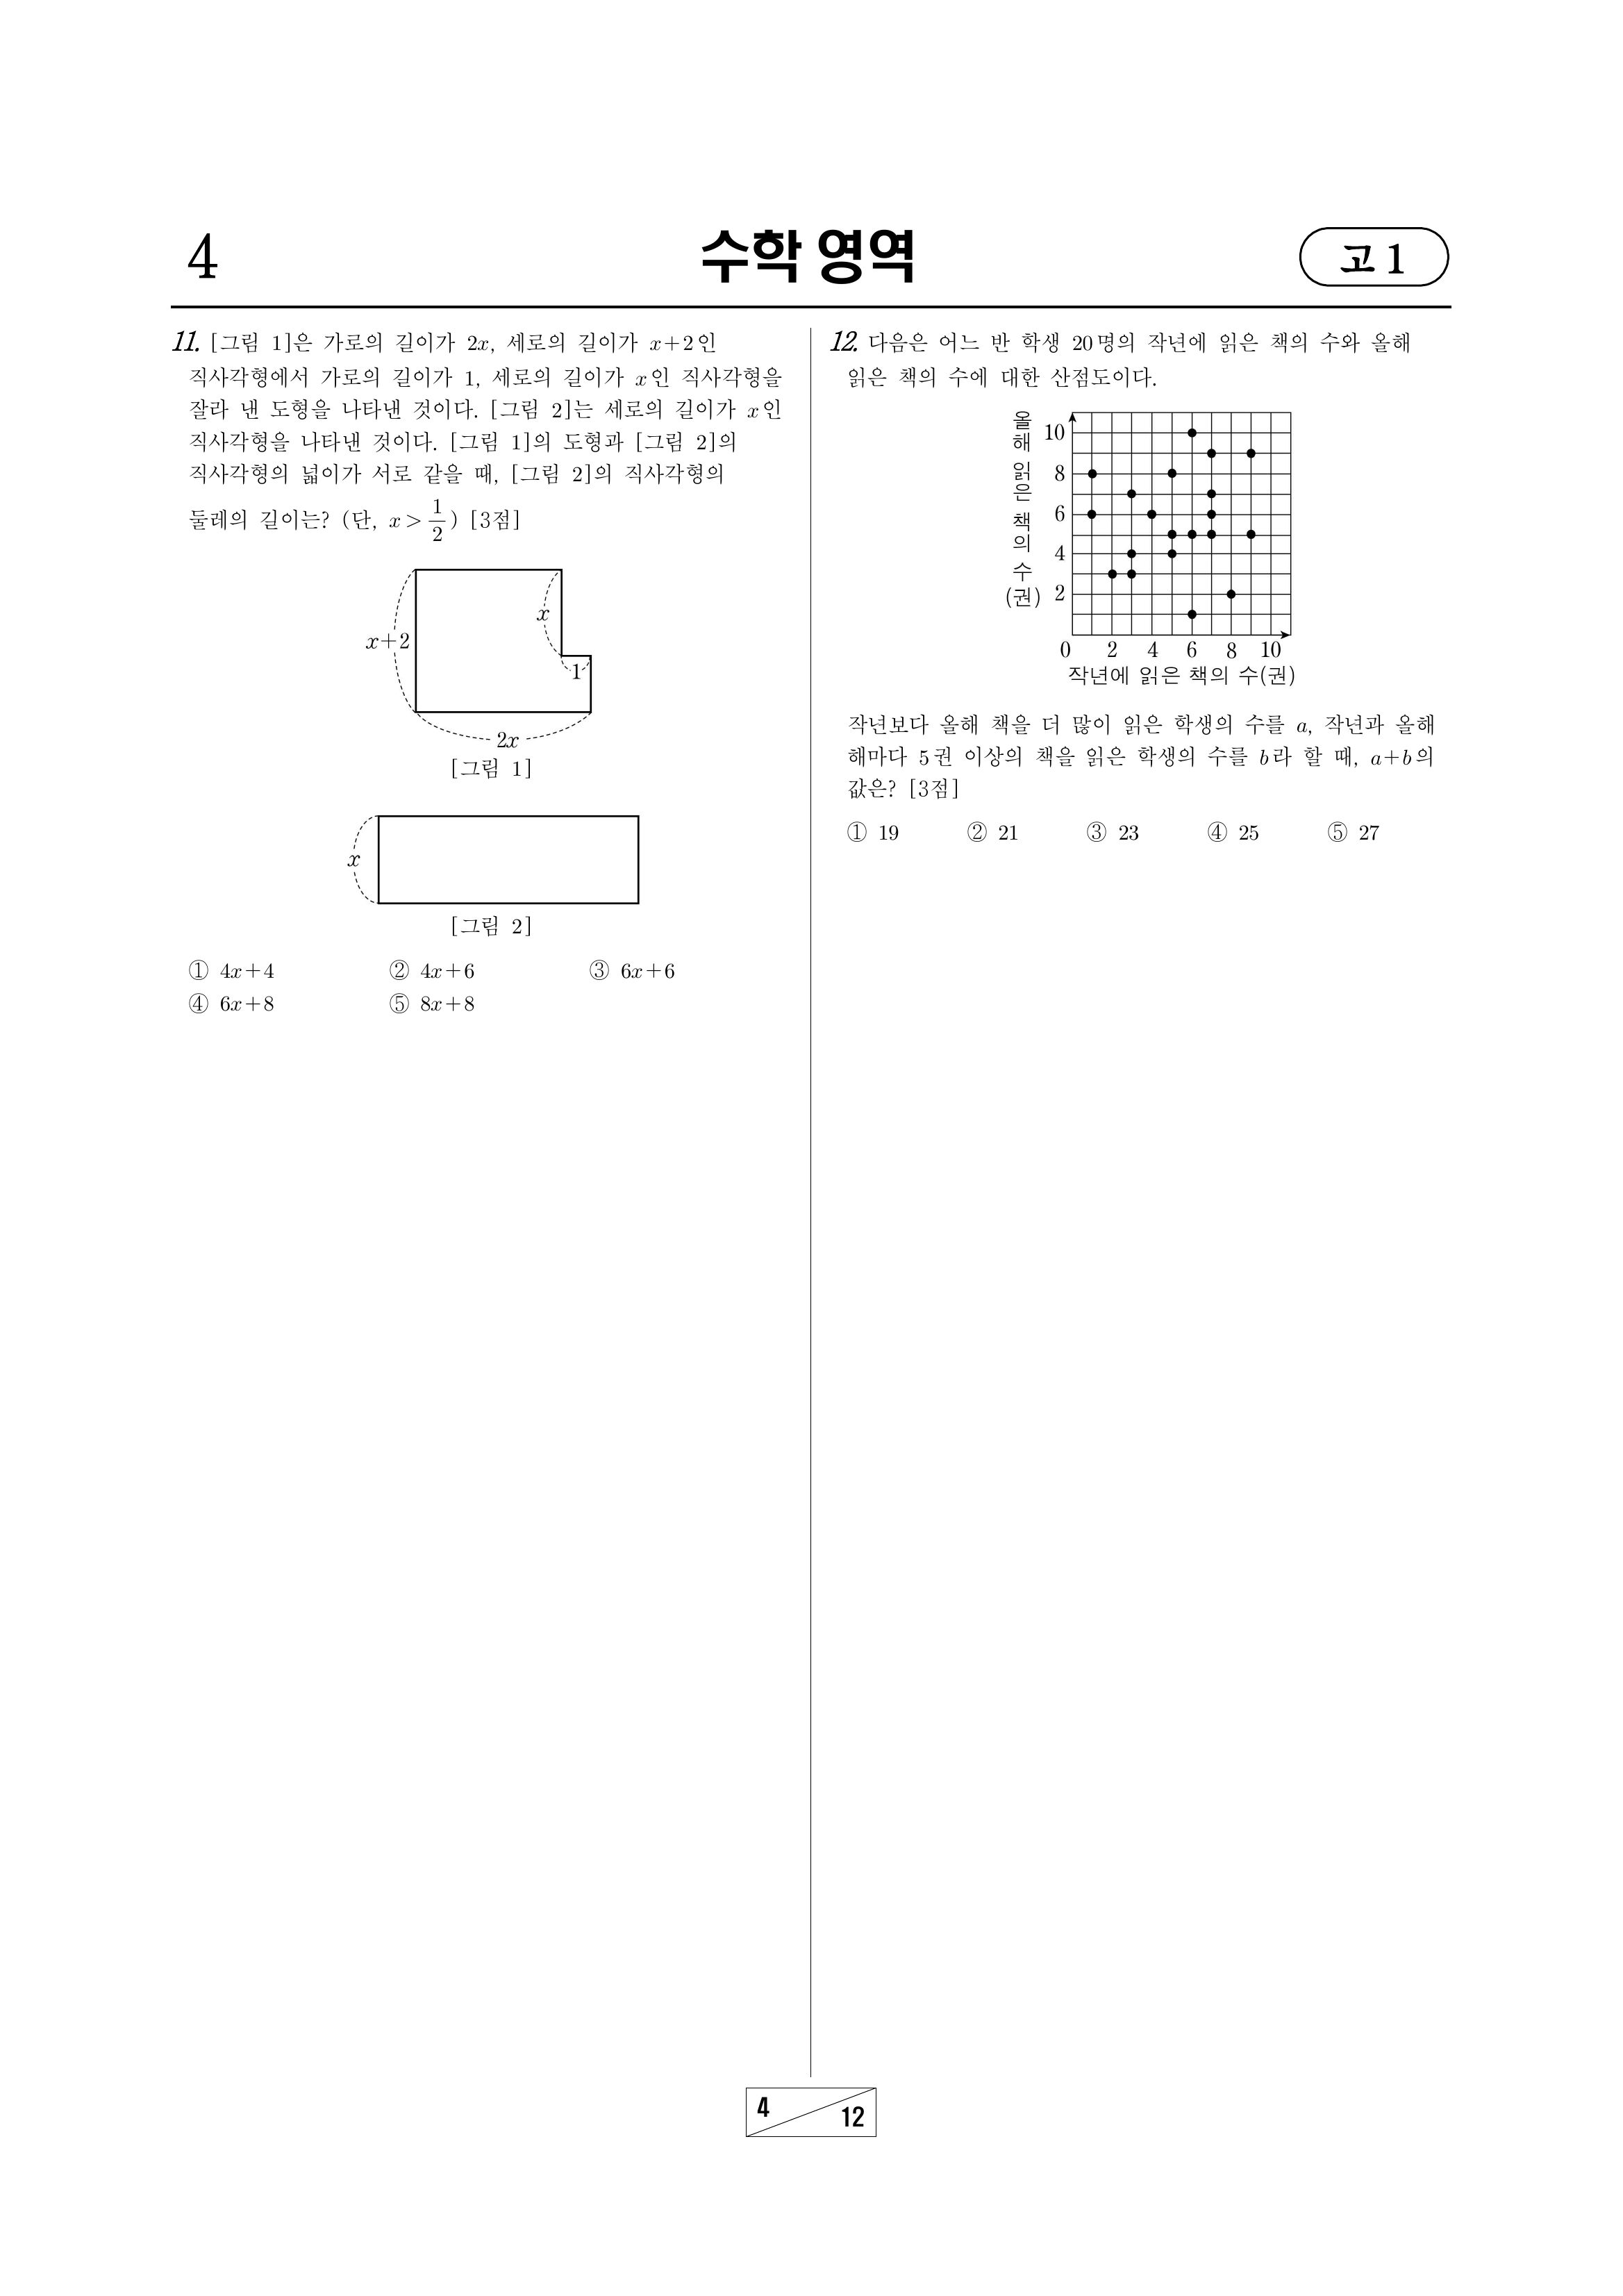 4
수학 영역
고 1
11. [그림 1]은 가로의 길이가 2x, 세로의 길이가 x+2인
직사각형에서 가로의 길이가 1, 세로의 길이가 x인 직사각형을
잘라 낸 도형을 나타낸 것이다. [그림 2]는 세로의 길이가 x인
직사각형을 나타낸 것이다. [그림 1]의 도형과 [그림 2]의
직사각형의 넓이가 서로 같을 때, [그림 2]의 직사각형의
둘레의 길이는? (단, x > 1/2) [3점]
x+2
x
1
2x
[그림 1]
x
[그림 2]
① 4x+4 ② 4x+6 ③ 6x+6
④ 6x+8 ⑤ 8x+8
12. 다음은 어느 반 학생 20명의 작년에 읽은 책의 수와 올해
읽은 책의 수에 대한 산점도이다.
올해 읽은 책의 수(권)
10
8
6
4
2
0 2 4 6 8 10
작년에 읽은 책의 수(권)
작년보다 올해 책을 더 많이 읽은 학생의 수를 a, 작년과 올해
해마다 5권 이상의 책을 읽은 학생의 수를 b라 할 때, a+b의
값은? [3점]
① 19 ② 21 ③ 23 ④ 25 ⑤ 27
4
12